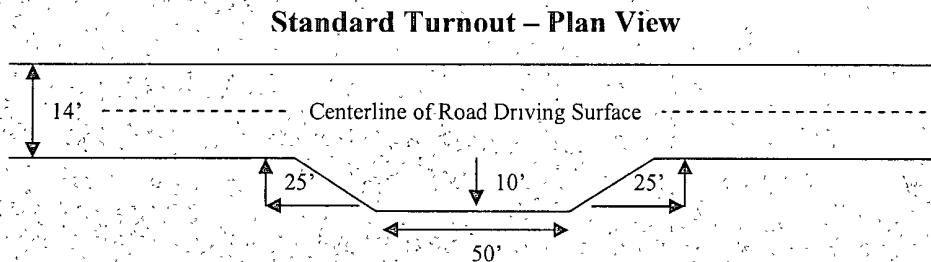 Standard Turnout – Plan View
14'
Centerline of Road Driving Surface
25'
10'
25'
50'